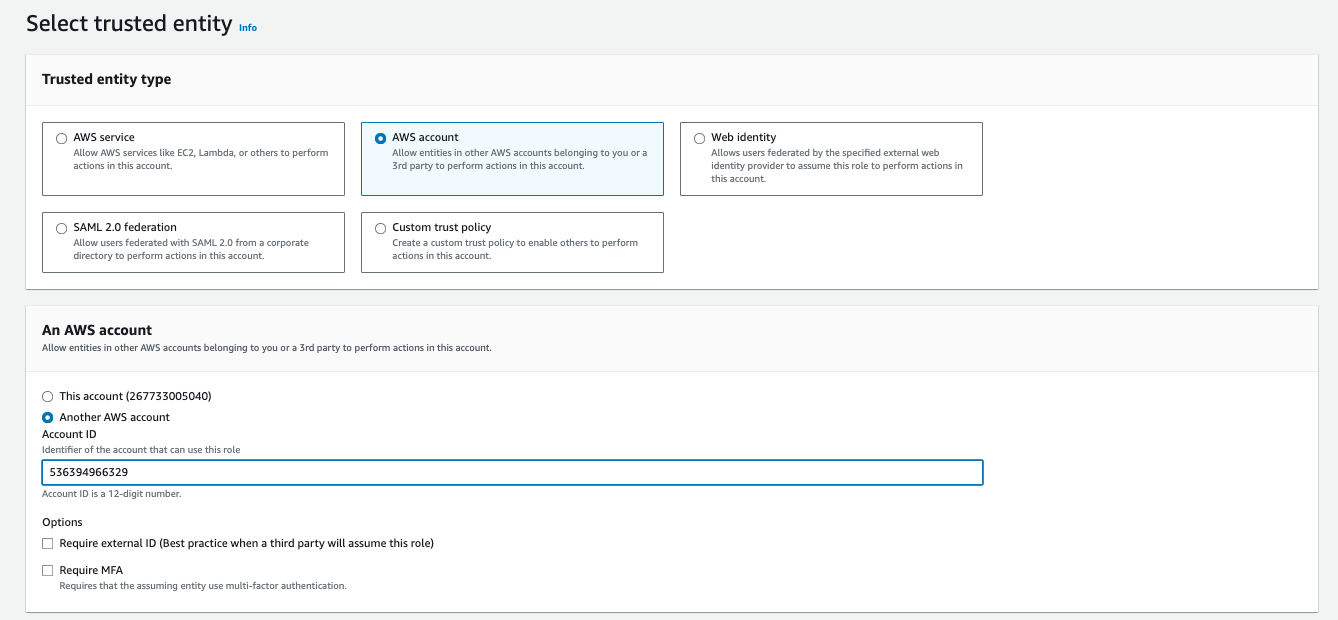 Select trusted entity Info
Trusted entity type
AWS service
Allow AWS services like EC2, Lambda, or others to perform
actions in this account.
AWS account
Allow entities in other AWS accounts belonging to you or a
3rd party to perform actions in this account.
Web identity
Allows users federated by the specified external web
identity provider to assume this role to perform actions in
this account.
SAML 2.0 federation
Allow users federated with SAML 2.0 from a corporate
directory to perform actions in this account.
Custom trust policy
Create a custom trust policy to enable others to perform
actions in this account.
An AWS account
Allow entities in other AWS accounts belonging to you or a 3rd party to perform actions in this account.
This account (267733005040)
Another AWS account
Account ID
Identifier of the account that can use this role
536394966329
Account ID is a 12-digit number.
Options
Require external ID (Best practice when a third party will assume this role)
Require MFA
Requires that the assuming entity use multi-factor authentication.